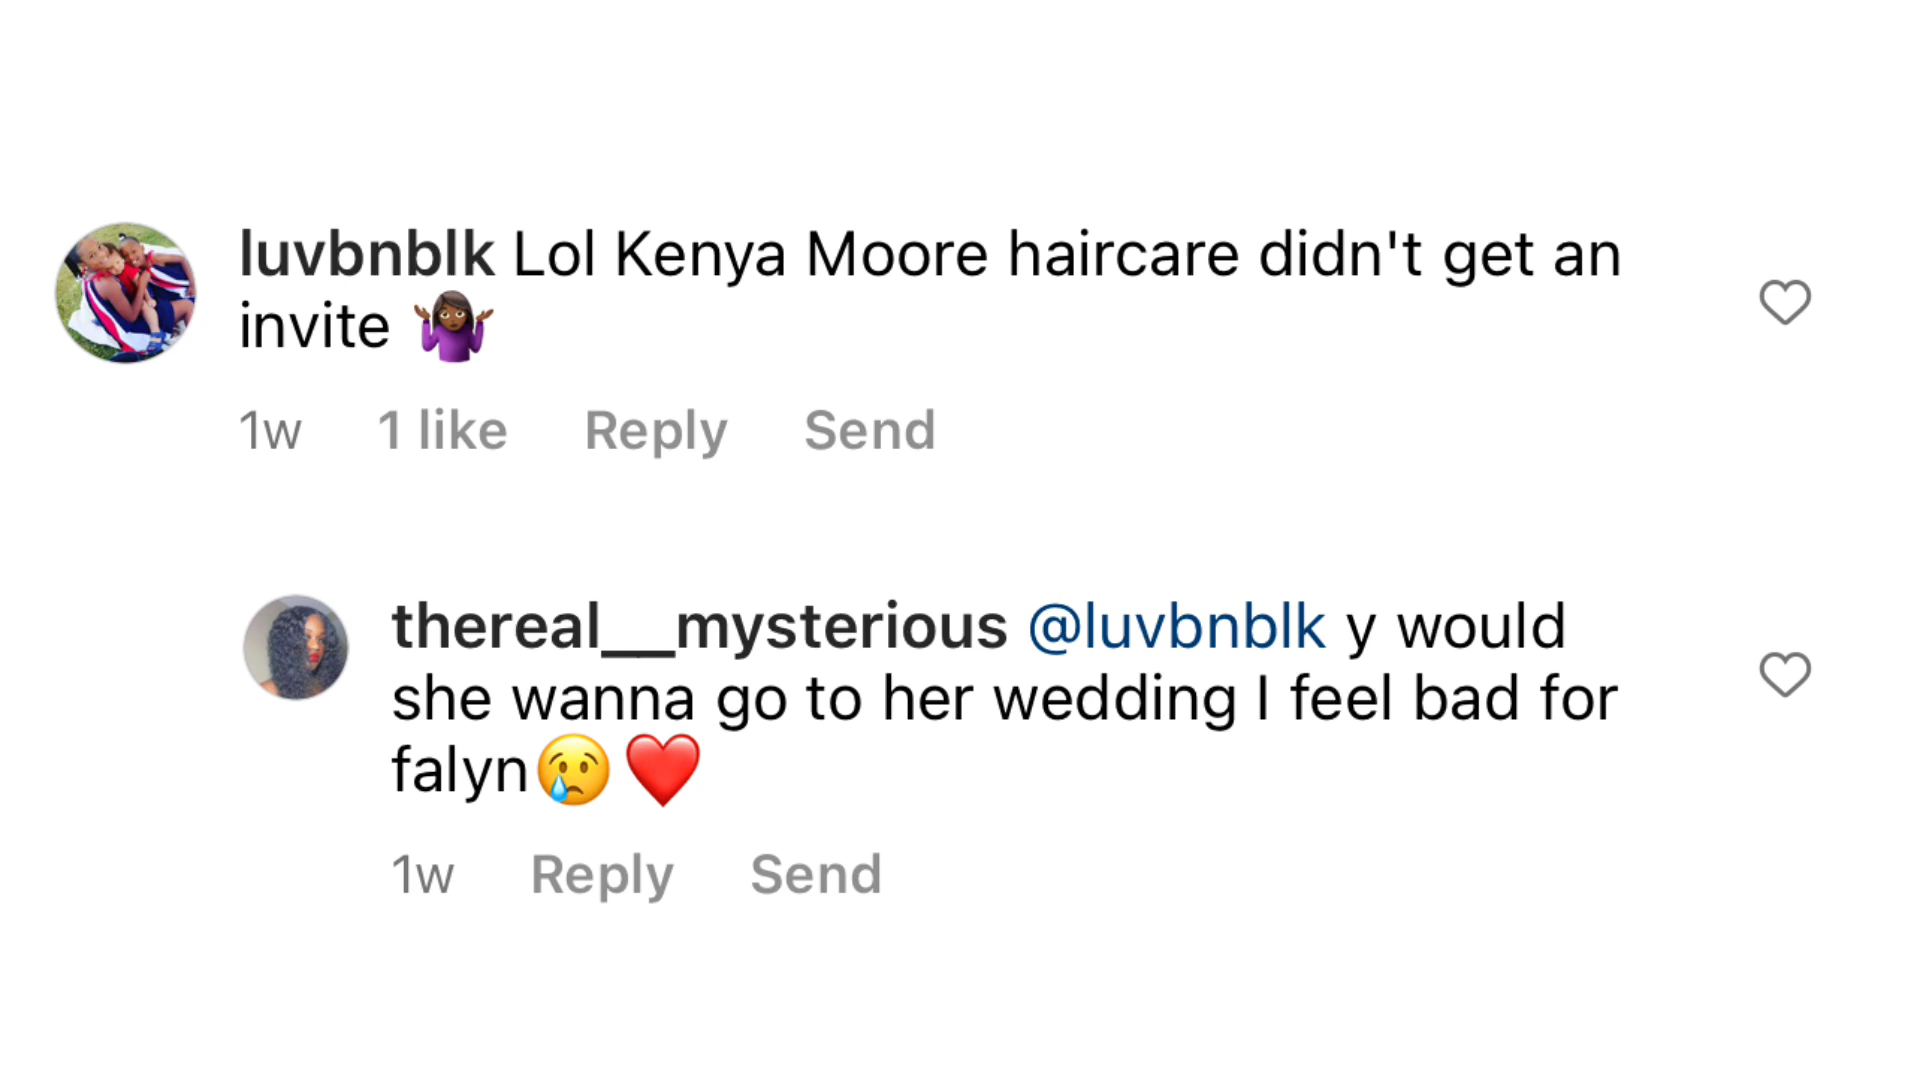 luvbnblk Lol Kenya Moore haircare didn't get an
invite 🤷🏾‍♀️
1w 1 like Reply Send
thereal__mysterious @luvbnblk y would
she wanna go to her wedding I feel bad for
falyn😢❤️
1w Reply Send